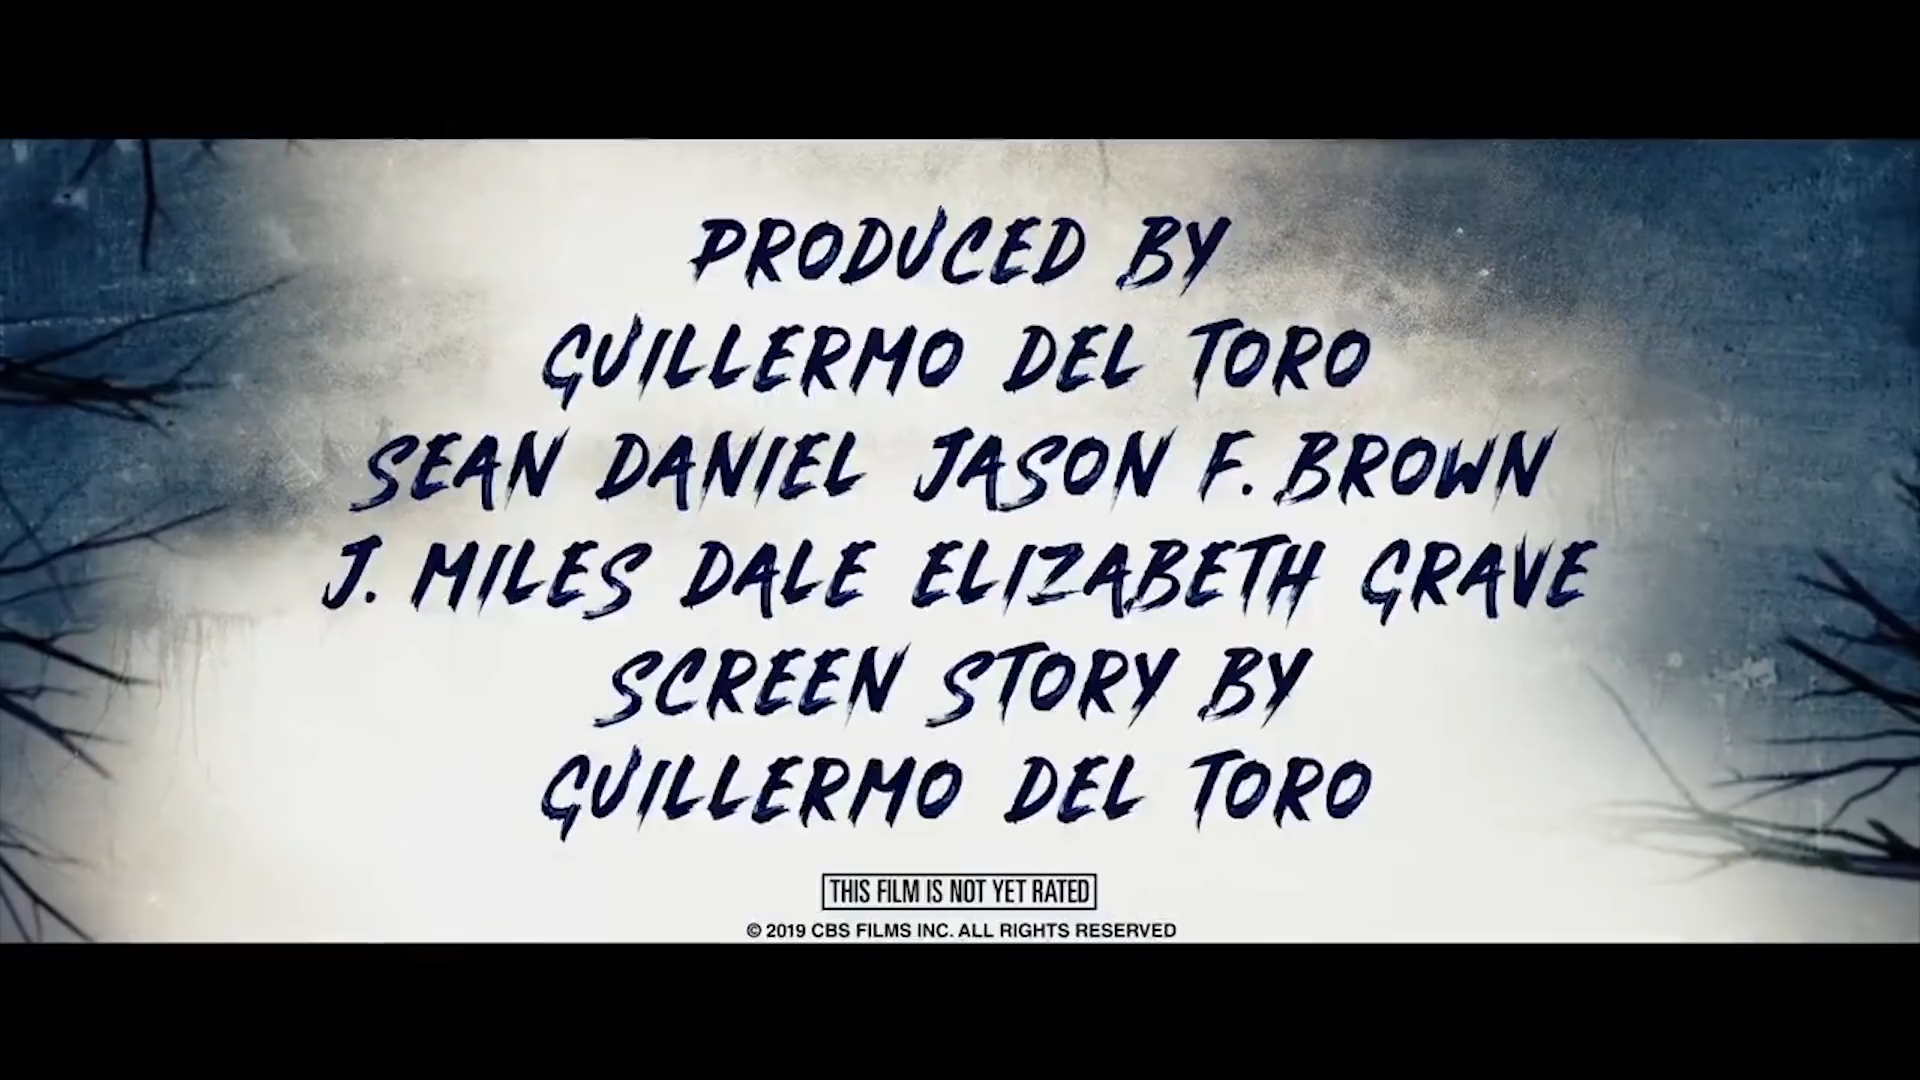 PRODUCED BY
GUILLERMO DEL TORO
SEAN DANIEL JASON F. BROWN
J. MILES DALE ELIZABETH GRAVE
SCREEN STORY BY
GUILLERMO DEL TORO
THIS FILM IS NOT YET RATED
© 2019 CBS FILMS INC. ALL RIGHTS RESERVED